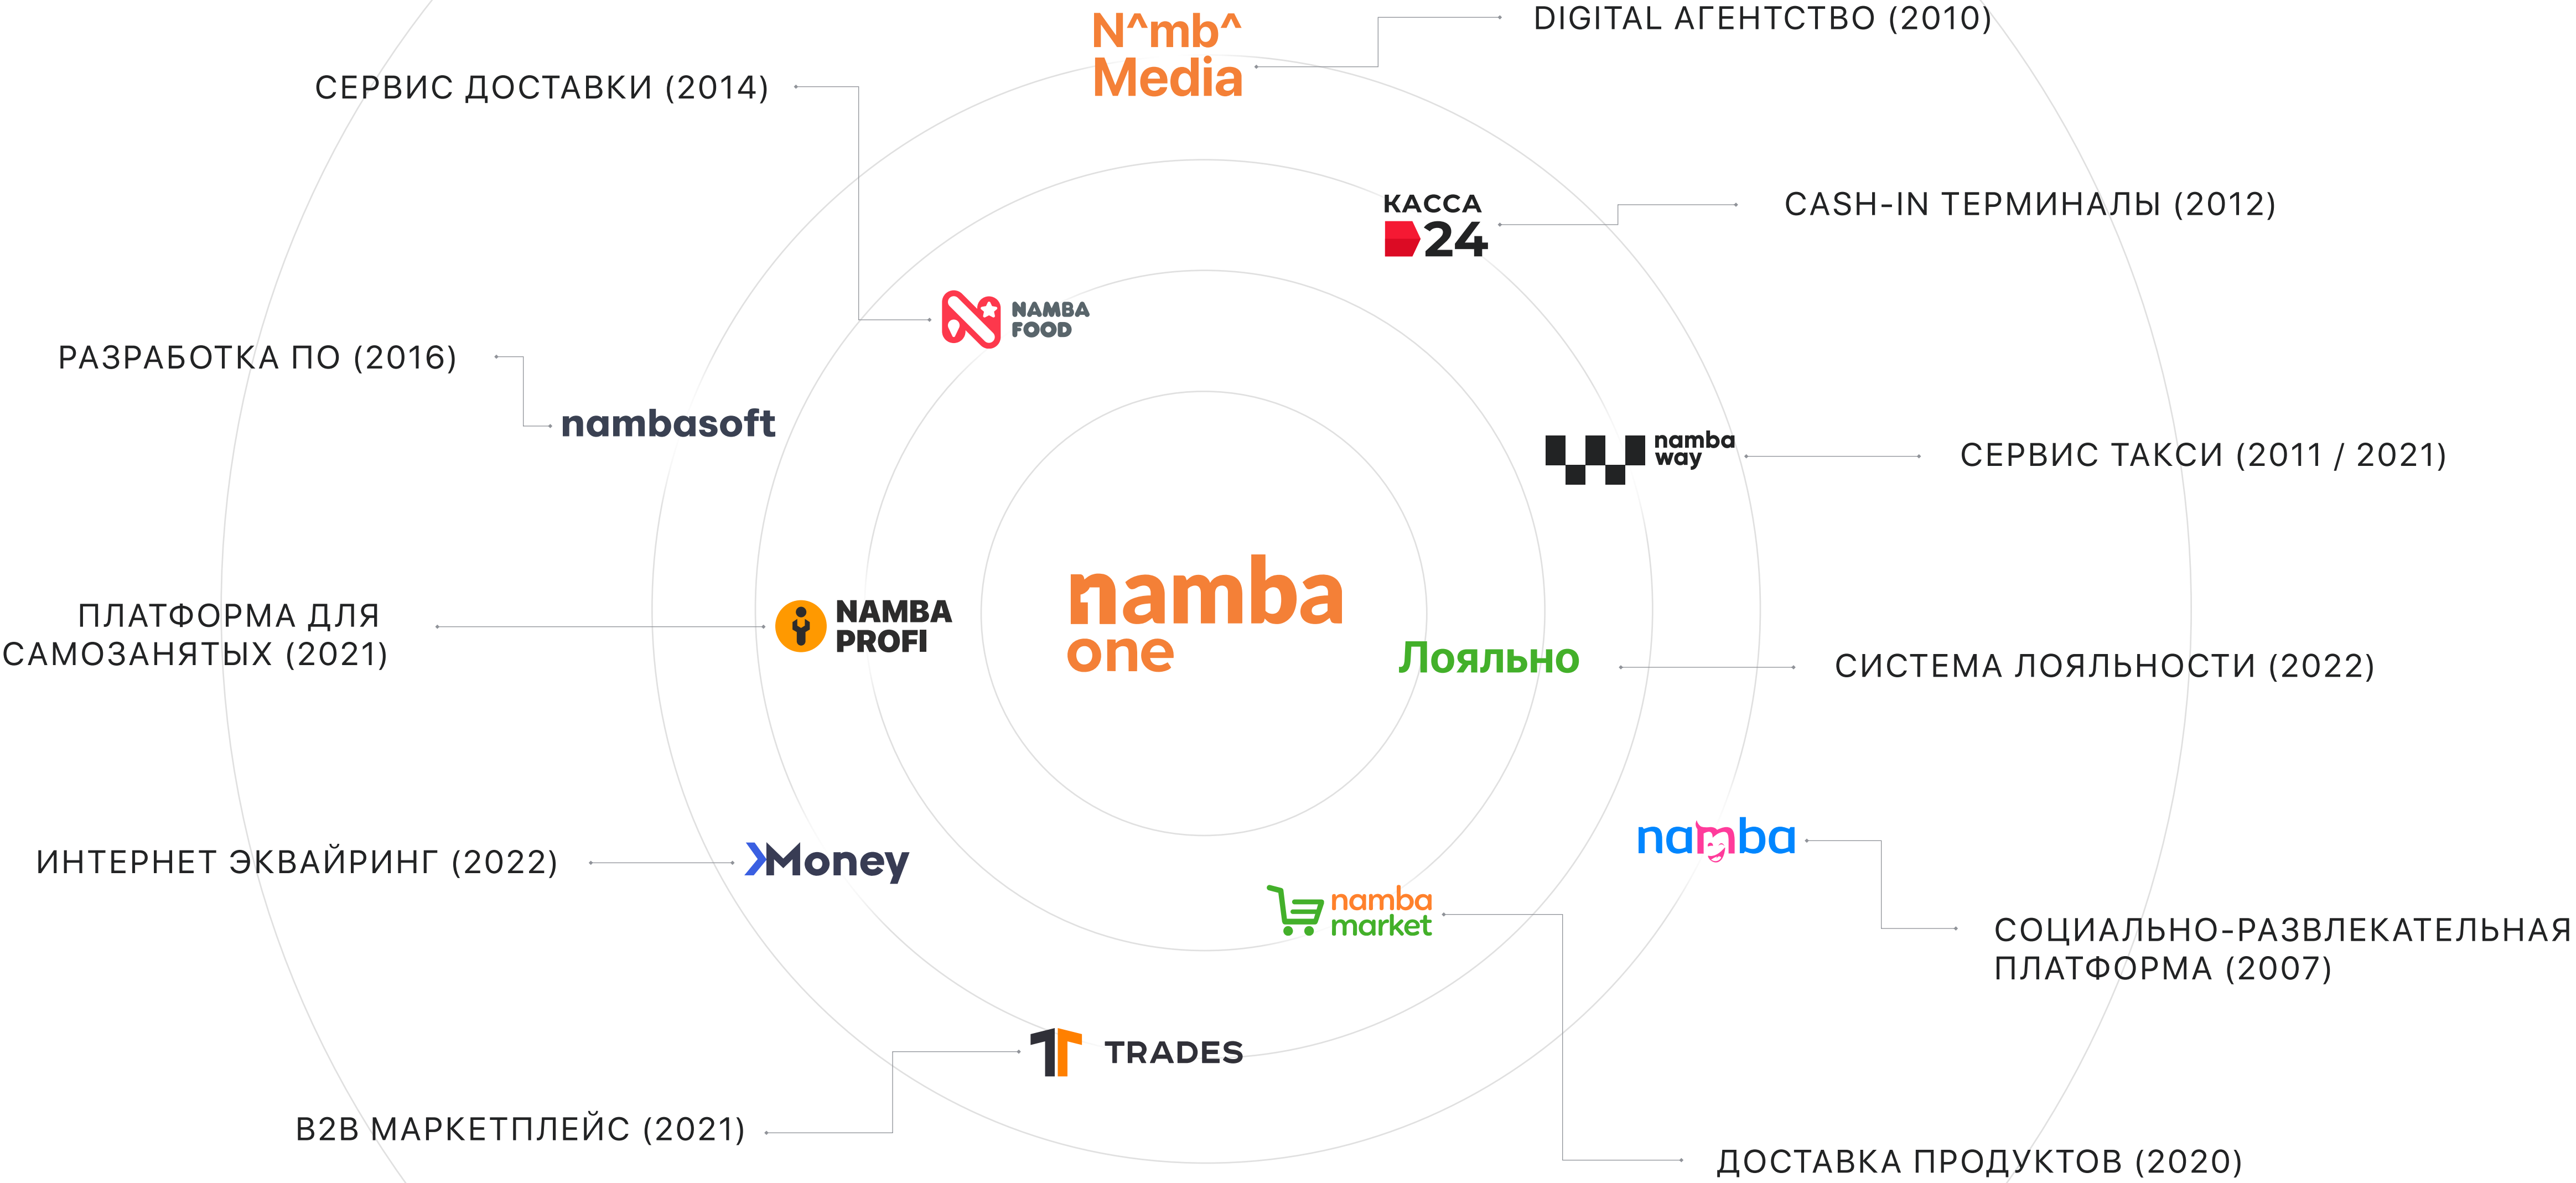 N^mb^
Media
DIGITAL АГЕНТСТВО (2010)
СЕРВИС ДОСТАВКИ (2014)
КАССА
24
CASH-IN ТЕРМИНАЛЫ (2012)
NAMBA
FOOD
РАЗРАБОТКА ПО (2016)
nambasoft
namba
way
СЕРВИС ТАКСИ (2011 / 2021)
namba
one
ПЛАТФОРМА ДЛЯ
САМОЗАНЯТЫХ (2021)
NAMBA
PROFI
Лояльно
СИСТЕМА ЛОЯЛЬНОСТИ (2022)
ИНТЕРНЕТ ЭКВАЙРИНГ (2022)
Money
namba
СОЦИАЛЬНО-РАЗВЛЕКАТЕЛЬНАЯ
ПЛАТФОРМА (2007)
namba
market
TRADES
B2B МАРКЕТПЛЕЙС (2021)
ДОСТАВКА ПРОДУКТОВ (2020)